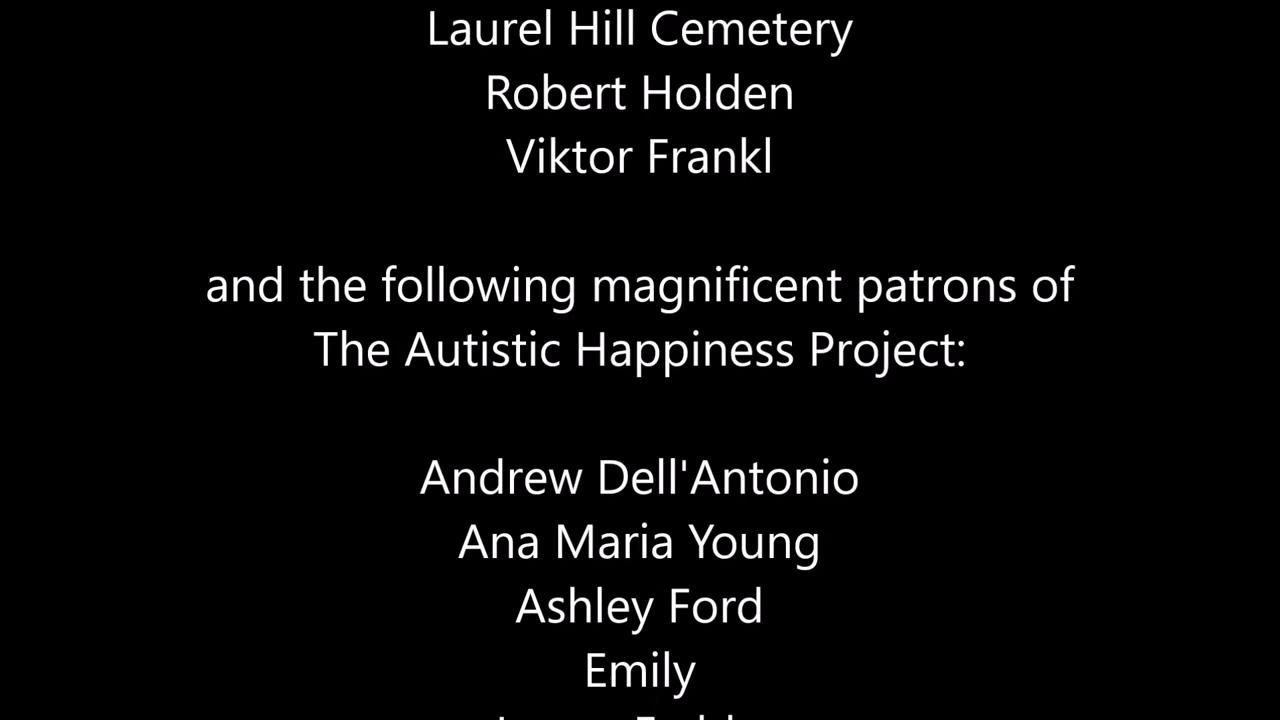 Laurel Hill Cemetery
Robert Holden
Viktor Frankl
and the following magnificent patrons of
The Autistic Happiness Project:
Andrew Dell'Antonio
Ana Maria Young
Ashley Ford
Emily